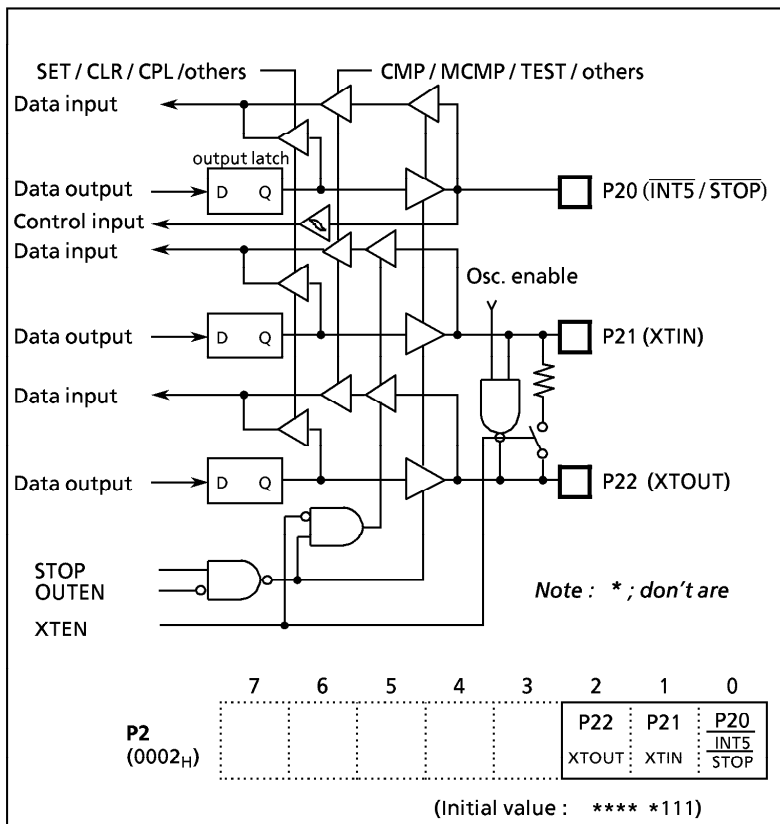 SET / CLR / CPL /others CMP / MCMP / TEST / others
Data input
output latch
Data output D Q P20 (INT5 / STOP)
Control input
Data input
Osc. enable
Data output D Q P21 (XTIN)
Data input
Data output D Q P22 (XTOUT)
STOP
OUTEN
Note : * ; don't are
XTEN
7 6 5 4 3 2 1 0
P2 P22 P21 P20
(0002H) XTOUT XTIN INT5
STOP
(Initial value : **** *111)